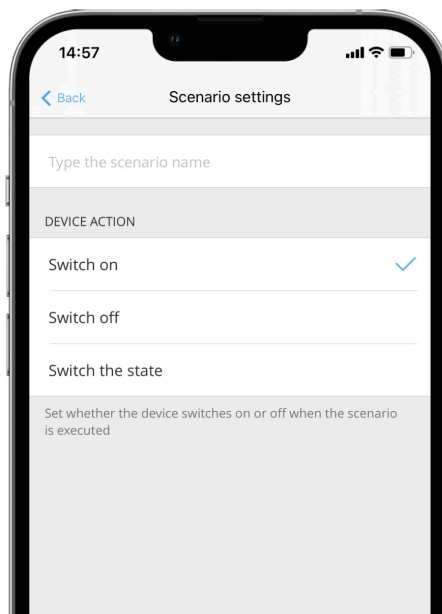 14:57
Back
Scenario settings
Type the scenario name
DEVICE ACTION
Switch on
Switch off
Switch the state
Set whether the device switches on or off when the scenario
is executed